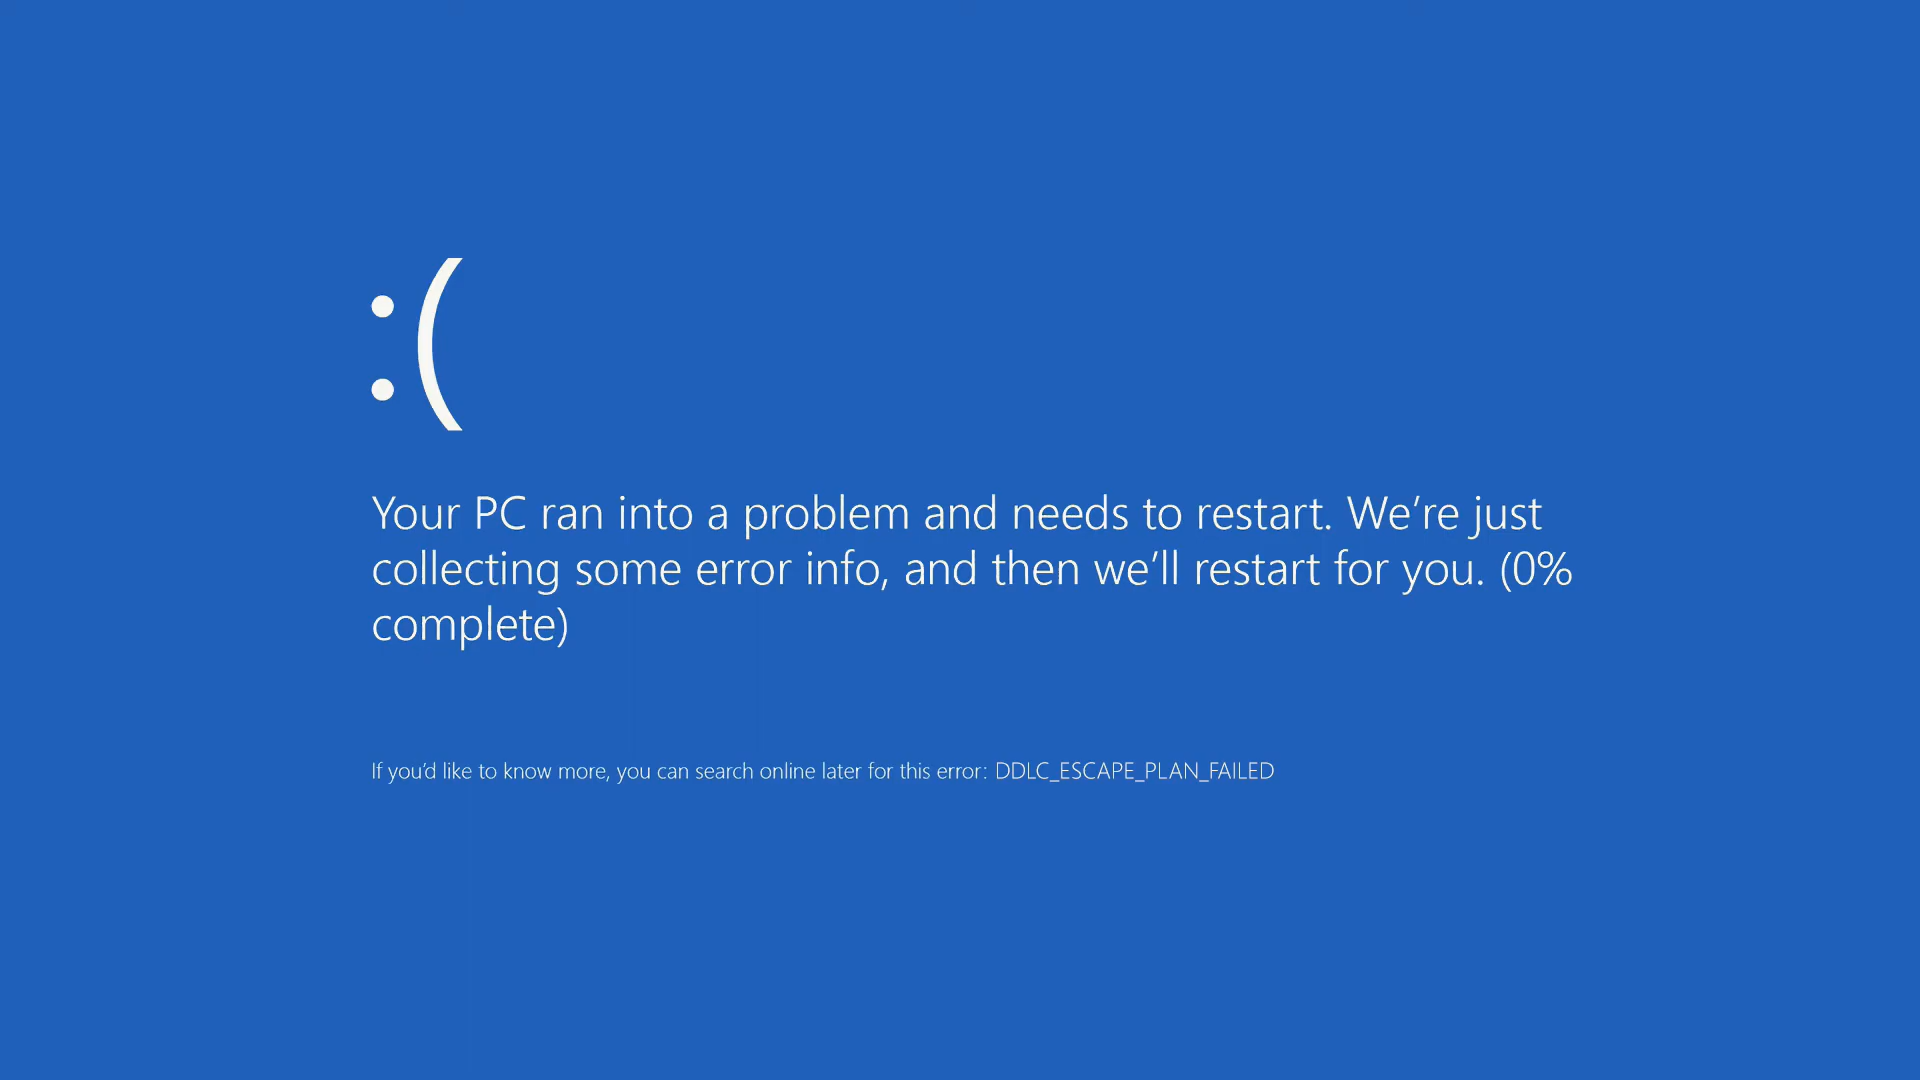 :(
Your PC ran into a problem and needs to restart. We’re just
collecting some error info, and then we’ll restart for you. (0%
complete)
If you’d like to know more, you can search online later for this error: DDLC_ESCAPE_PLAN_FAILED